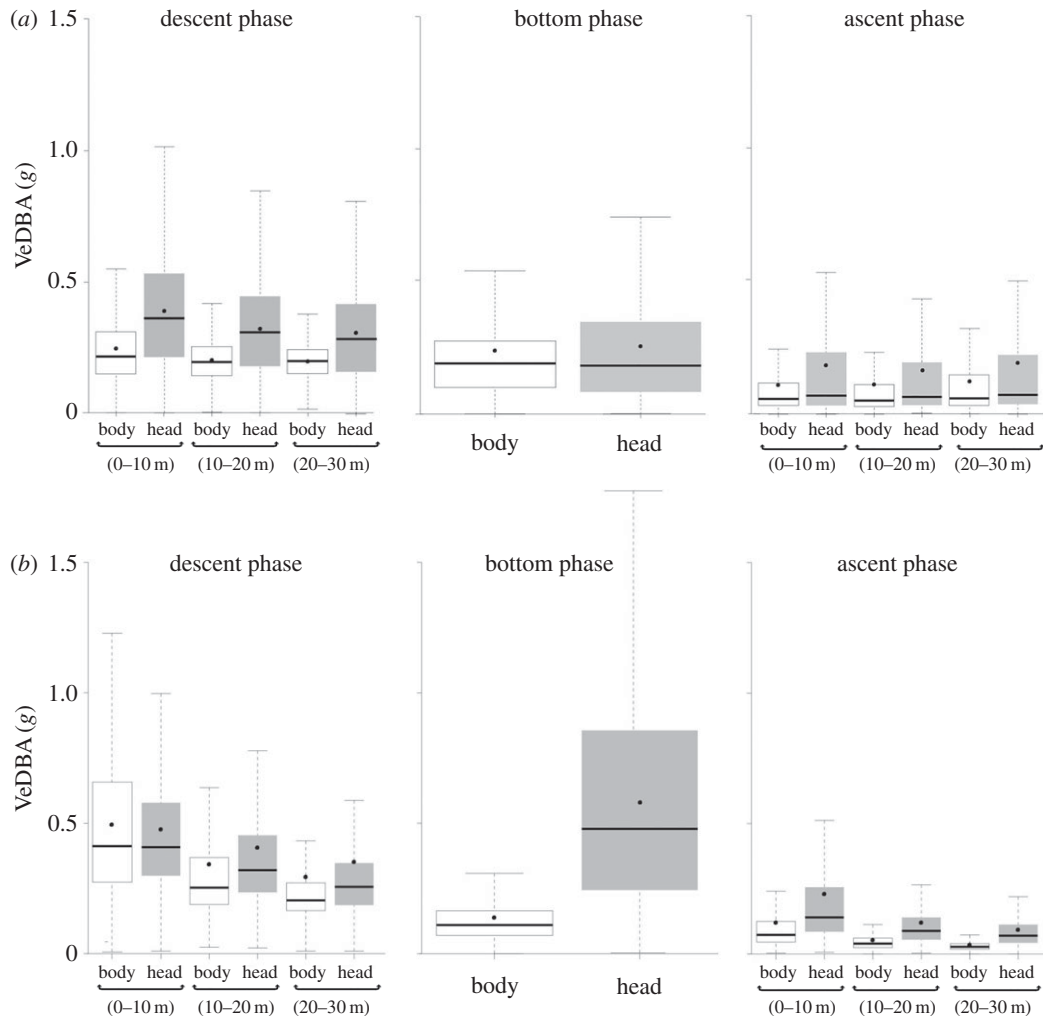 (a) 1.5 descent phase bottom phase ascent phase
1.0
VeDBA (g)
0.5
0
body head body head body head body head body head body head body head
(0–10 m) (10–20 m) (20–30 m) (0–10 m) (10–20 m) (20–30 m)
(b) 1.5 descent phase bottom phase ascent phase
1.0
VeDBA (g)
0.5
0
body head body head body head body head body head body head body head
(0–10 m) (10–20 m) (20–30 m) (0–10 m) (10–20 m) (20–30 m)